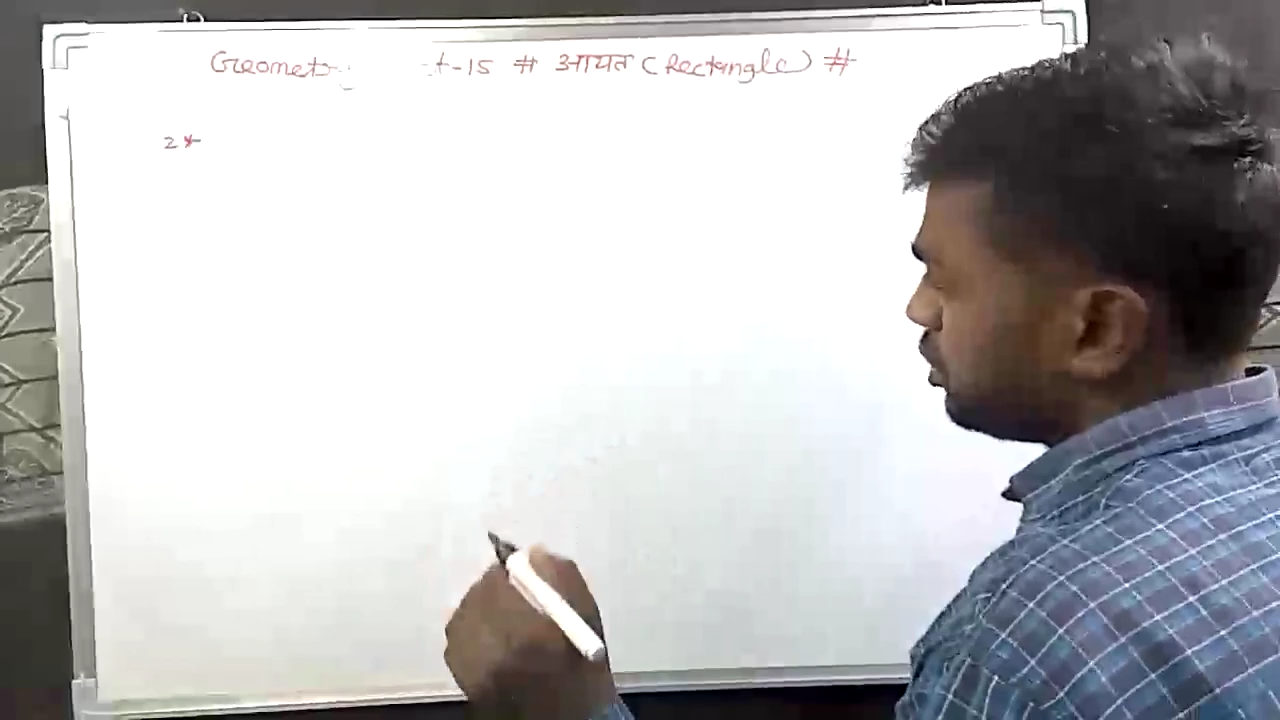 Geometry -15 # आयत (Rectangle) #
2